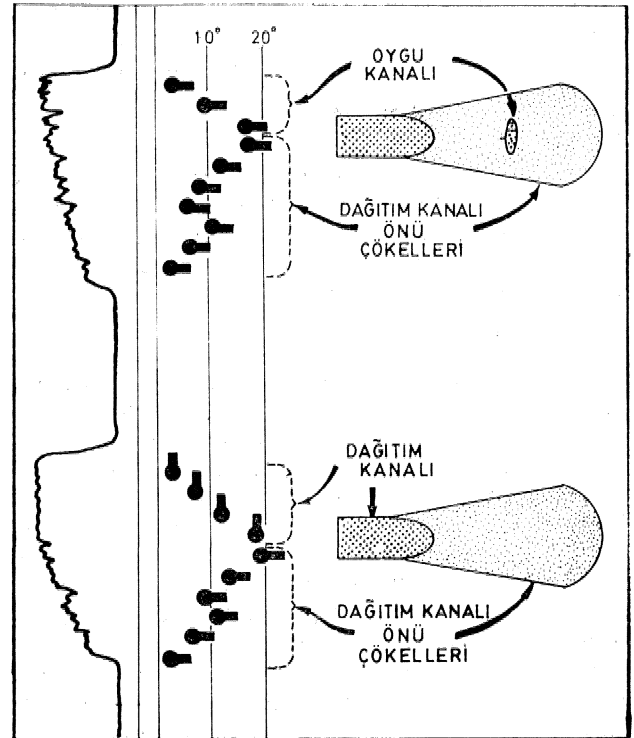 10° 20°
OYGU
KANALI
DAĞITIM KANALI
ÖNÜ
ÇÖKELLERİ
DAĞITIM
KANALI
DAĞITIM KANALI
ÖNÜ
ÇÖKELLERİ